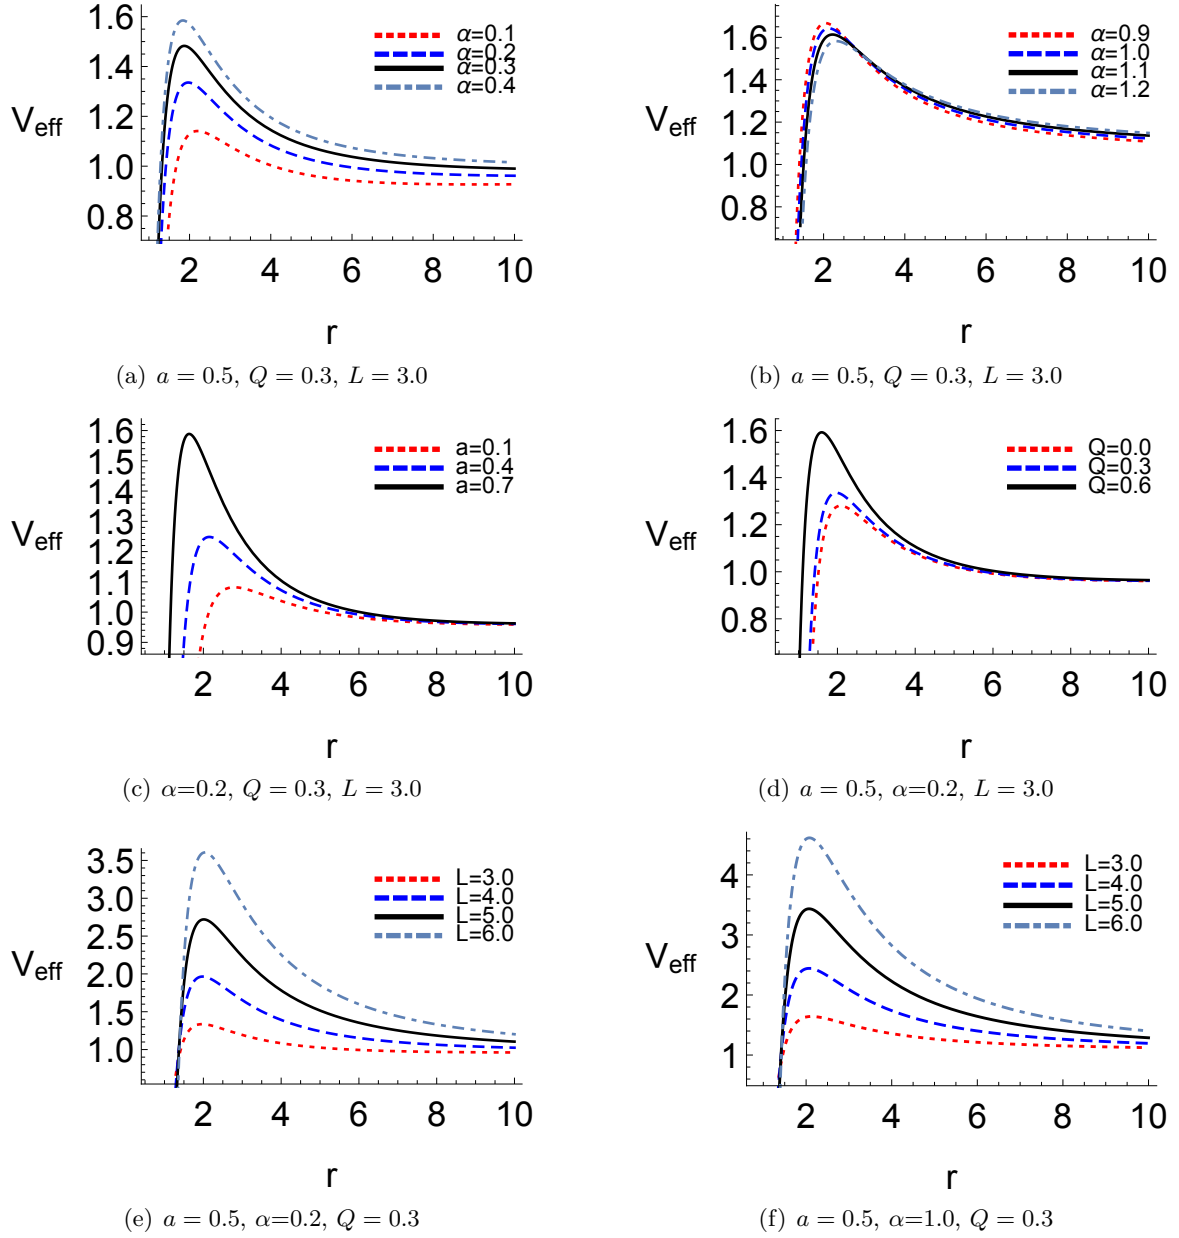 1.6
1.4
1.2
1.0
0.8
V_eff
α=0.1
α=0.2
α=0.3
α=0.4
2 4 6 8 10
r
(a) a = 0.5, Q = 0.3, L = 3.0
1.6
1.4
1.2
1.0
0.8
V_eff
α=0.9
α=1.0
α=1.1
α=1.2
2 4 6 8 10
r
(b) a = 0.5, Q = 0.3, L = 3.0
1.6
1.5
1.4
1.3
1.2
1.1
1.0
0.9
V_eff
a=0.1
a=0.4
a=0.7
2 4 6 8 10
r
(c) α=0.2, Q = 0.3, L = 3.0
1.6
1.4
1.2
1.0
0.8
V_eff
Q=0.0
Q=0.3
Q=0.6
2 4 6 8 10
r
(d) a = 0.5, α=0.2, L = 3.0
3.5
3.0
2.5
2.0
1.5
1.0
V_eff
L=3.0
L=4.0
L=5.0
L=6.0
2 4 6 8 10
r
(e) a = 0.5, α=0.2, Q = 0.3
4
3
2
1
V_eff
L=3.0
L=4.0
L=5.0
L=6.0
2 4 6 8 10
r
(f) a = 0.5, α=1.0, Q = 0.3